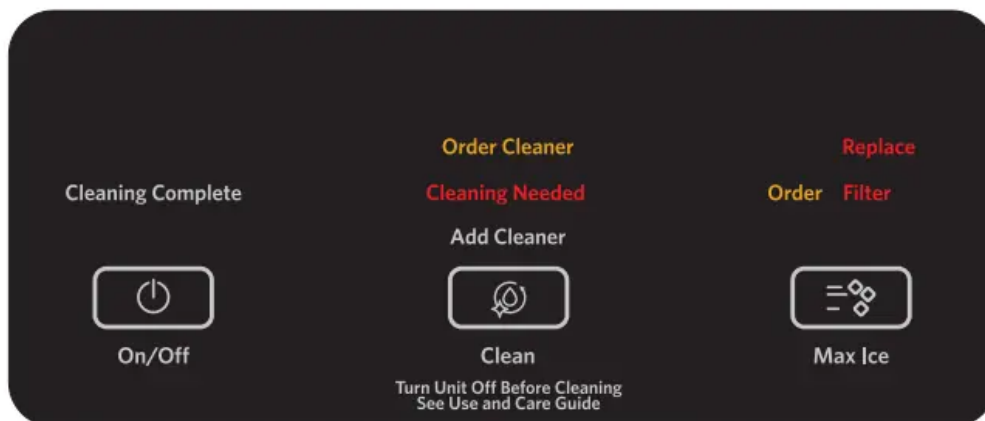 Order Cleaner
Replace
Cleaning Complete
Cleaning Needed
Order Filter
Add Cleaner
On/Off
Clean
Max Ice
Turn Unit Off Before Cleaning
See Use and Care Guide